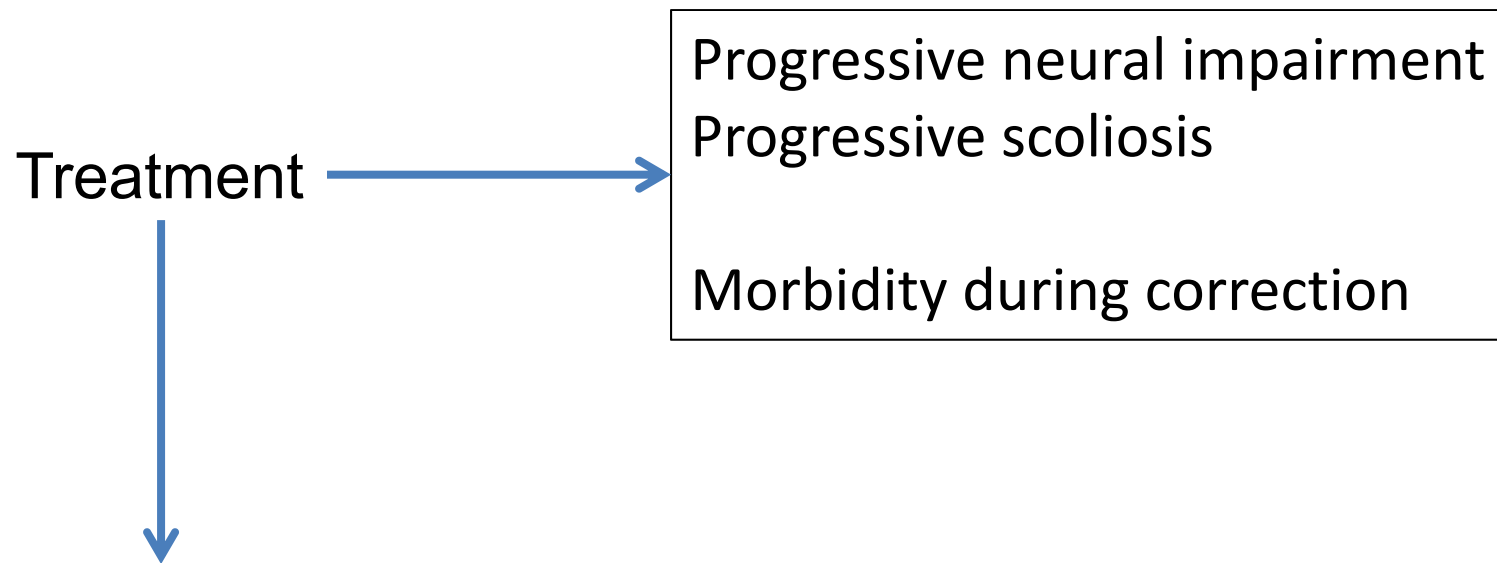 Progressive neural impairment
Progressive scoliosis
Treatment
Morbidity during correction